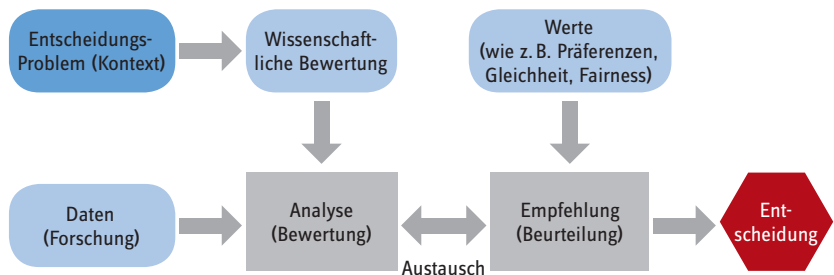 Entscheidungs-
Problem (Kontext)
Wissenschaft-
liche Bewertung
Werte
(wie z. B. Präferenzen,
Gleichheit, Fairness)
Daten
(Forschung)
Analyse
(Bewertung)
Austausch
Empfehlung
(Beurteilung)
Ent-
scheidung